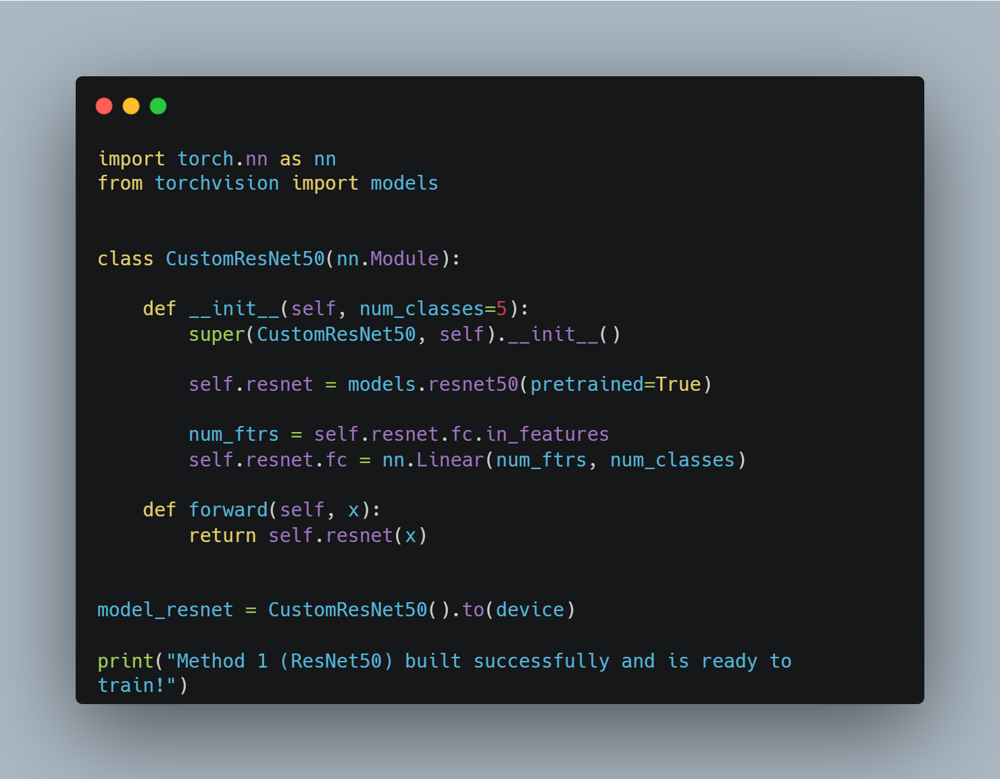 import torch.nn as nn
from torchvision import models
class CustomResNet50(nn.Module):
    def __init__(self, num_classes=5):
        super(CustomResNet50, self).__init__()
        self.resnet = models.resnet50(pretrained=True)
        num_ftrs = self.resnet.fc.in_features
        self.resnet.fc = nn.Linear(num_ftrs, num_classes)
    def forward(self, x):
        return self.resnet(x)
model_resnet = CustomResNet50().to(device)
print("Method 1 (ResNet50) built successfully and is ready to
train!")